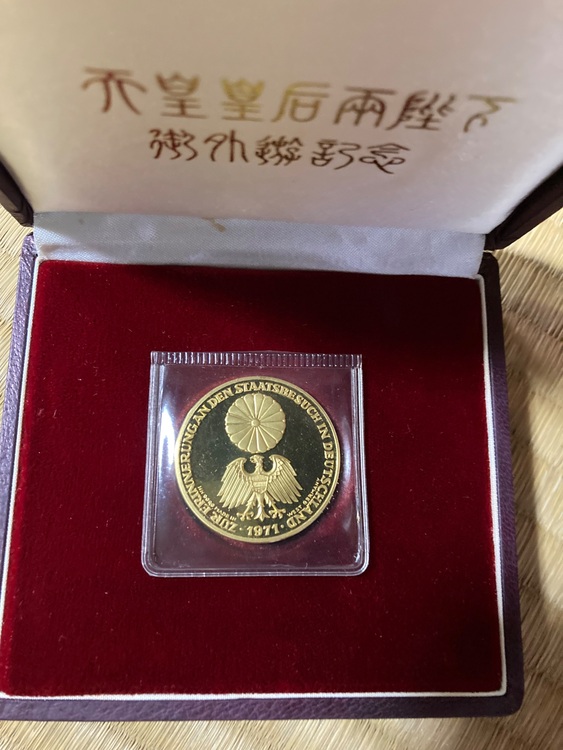 天皇皇后両陛下
御外遊記念
ZUR ERINNERUNG AN DEN STAATSBESUCH IN DEUTSCHLAND
· 1971 ·